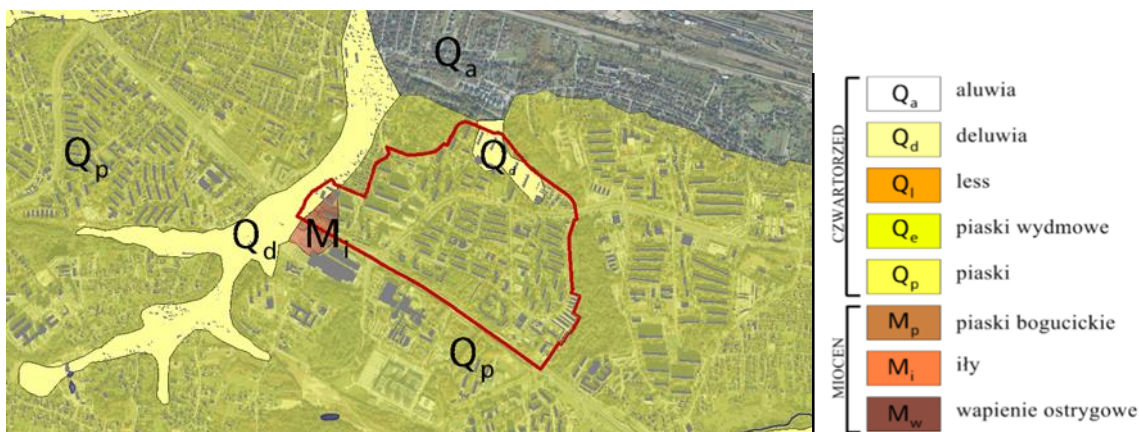 Qa
Qp
Qd
Qd
Mi
Qp
CZWARTORZĘD
Qa aluwia
Qd deluwia
Ql less
Qe piaski wydmowe
Qp piaski
MIOCEN
Mp piaski bogucickie
Mi iły
Mw wapienie ostrygowe